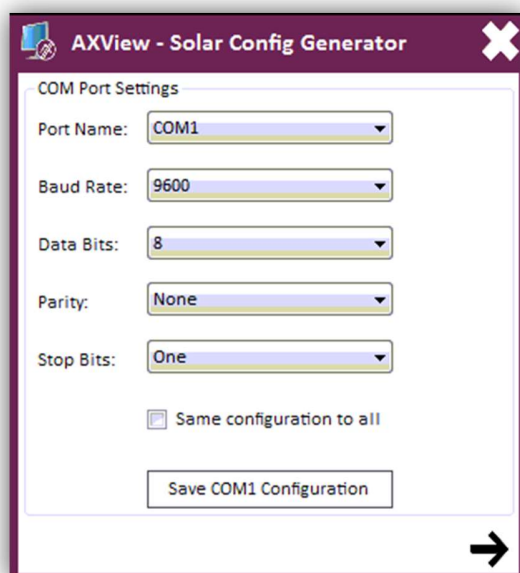 AXView - Solar Config Generator
COM Port Settings
Port Name: COM1
Baud Rate: 9600
Data Bits: 8
Parity: None
Stop Bits: One
Same configuration to all
Save COM1 Configuration